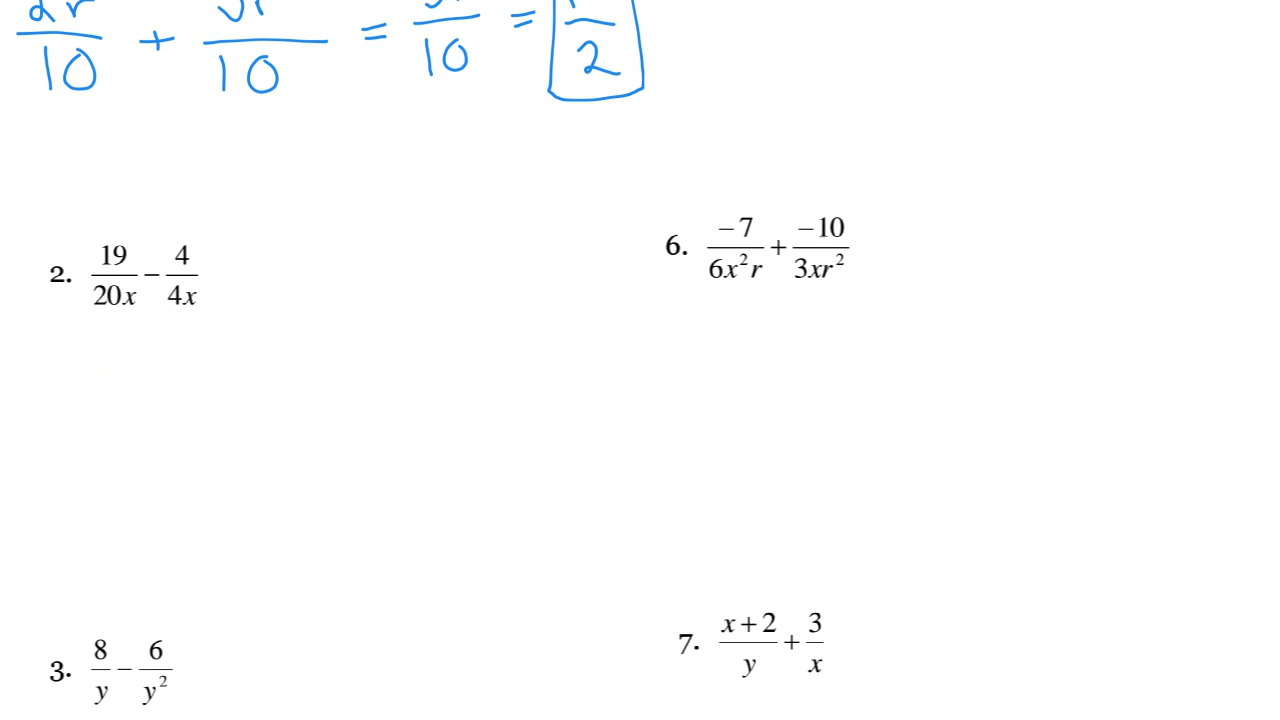 10 + 10 = 10 = 2
2. 19/20x − 4/4x
6. −7/6x²r + −10/3xr²
3. 8/y − 6/y²
7. x+2/y + 3/x